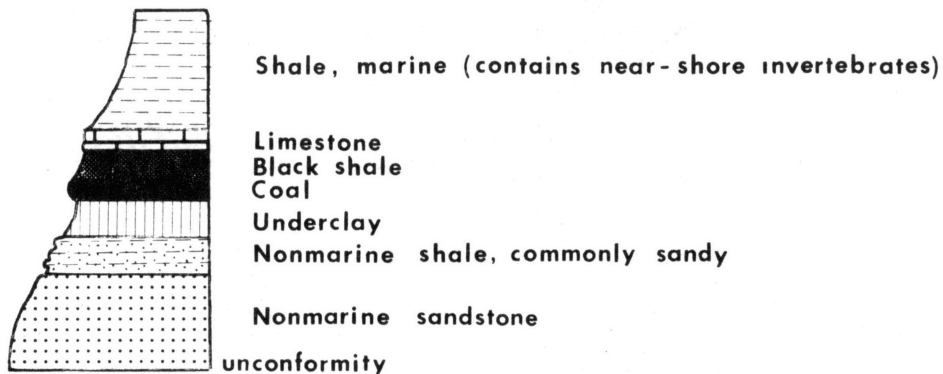 Shale, marine (contains near-shore invertebrates)
Limestone
Black shale
Coal
Underclay
Nonmarine shale, commonly sandy
Nonmarine sandstone
unconformity